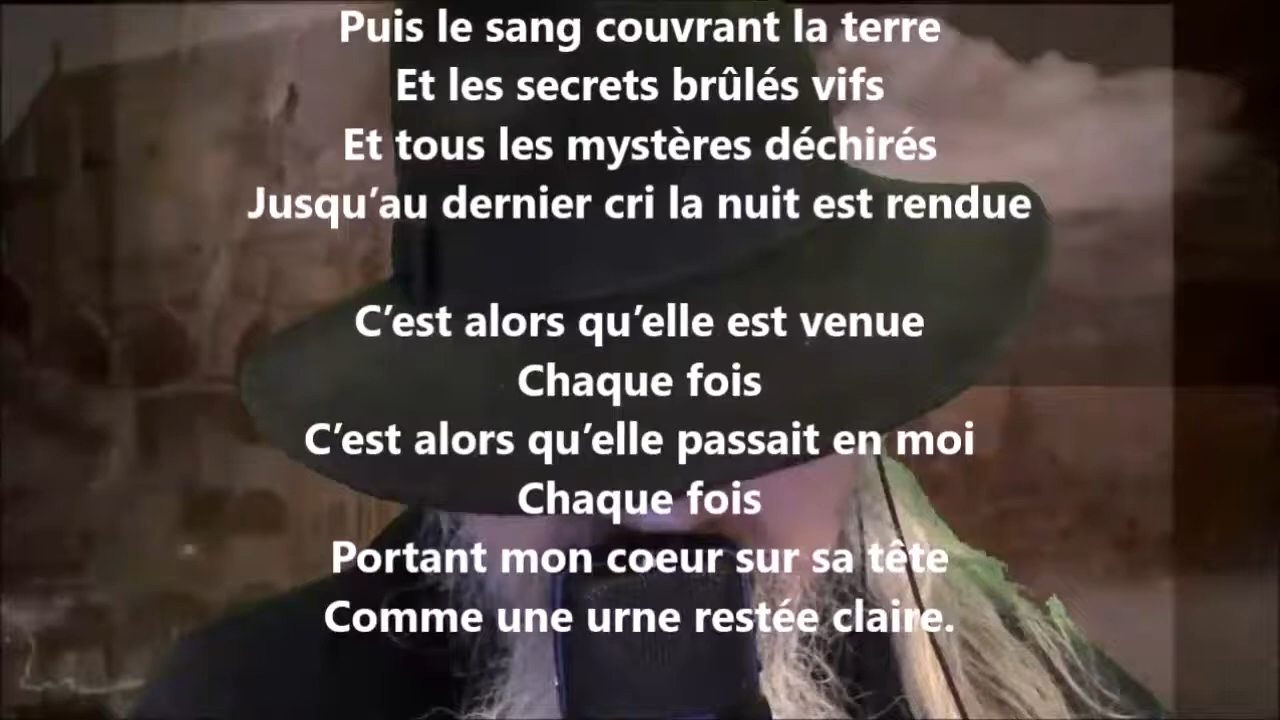 Puis le sang couvrant la terre
Et les secrets brûlés vifs
Et tous les mystères déchirés
Jusqu’au dernier cri la nuit est rendue
C’est alors qu’elle est venue
Chaque fois
C’est alors qu’elle passait en moi
Chaque fois
Portant mon coeur sur sa tête
Comme une urne restée claire.